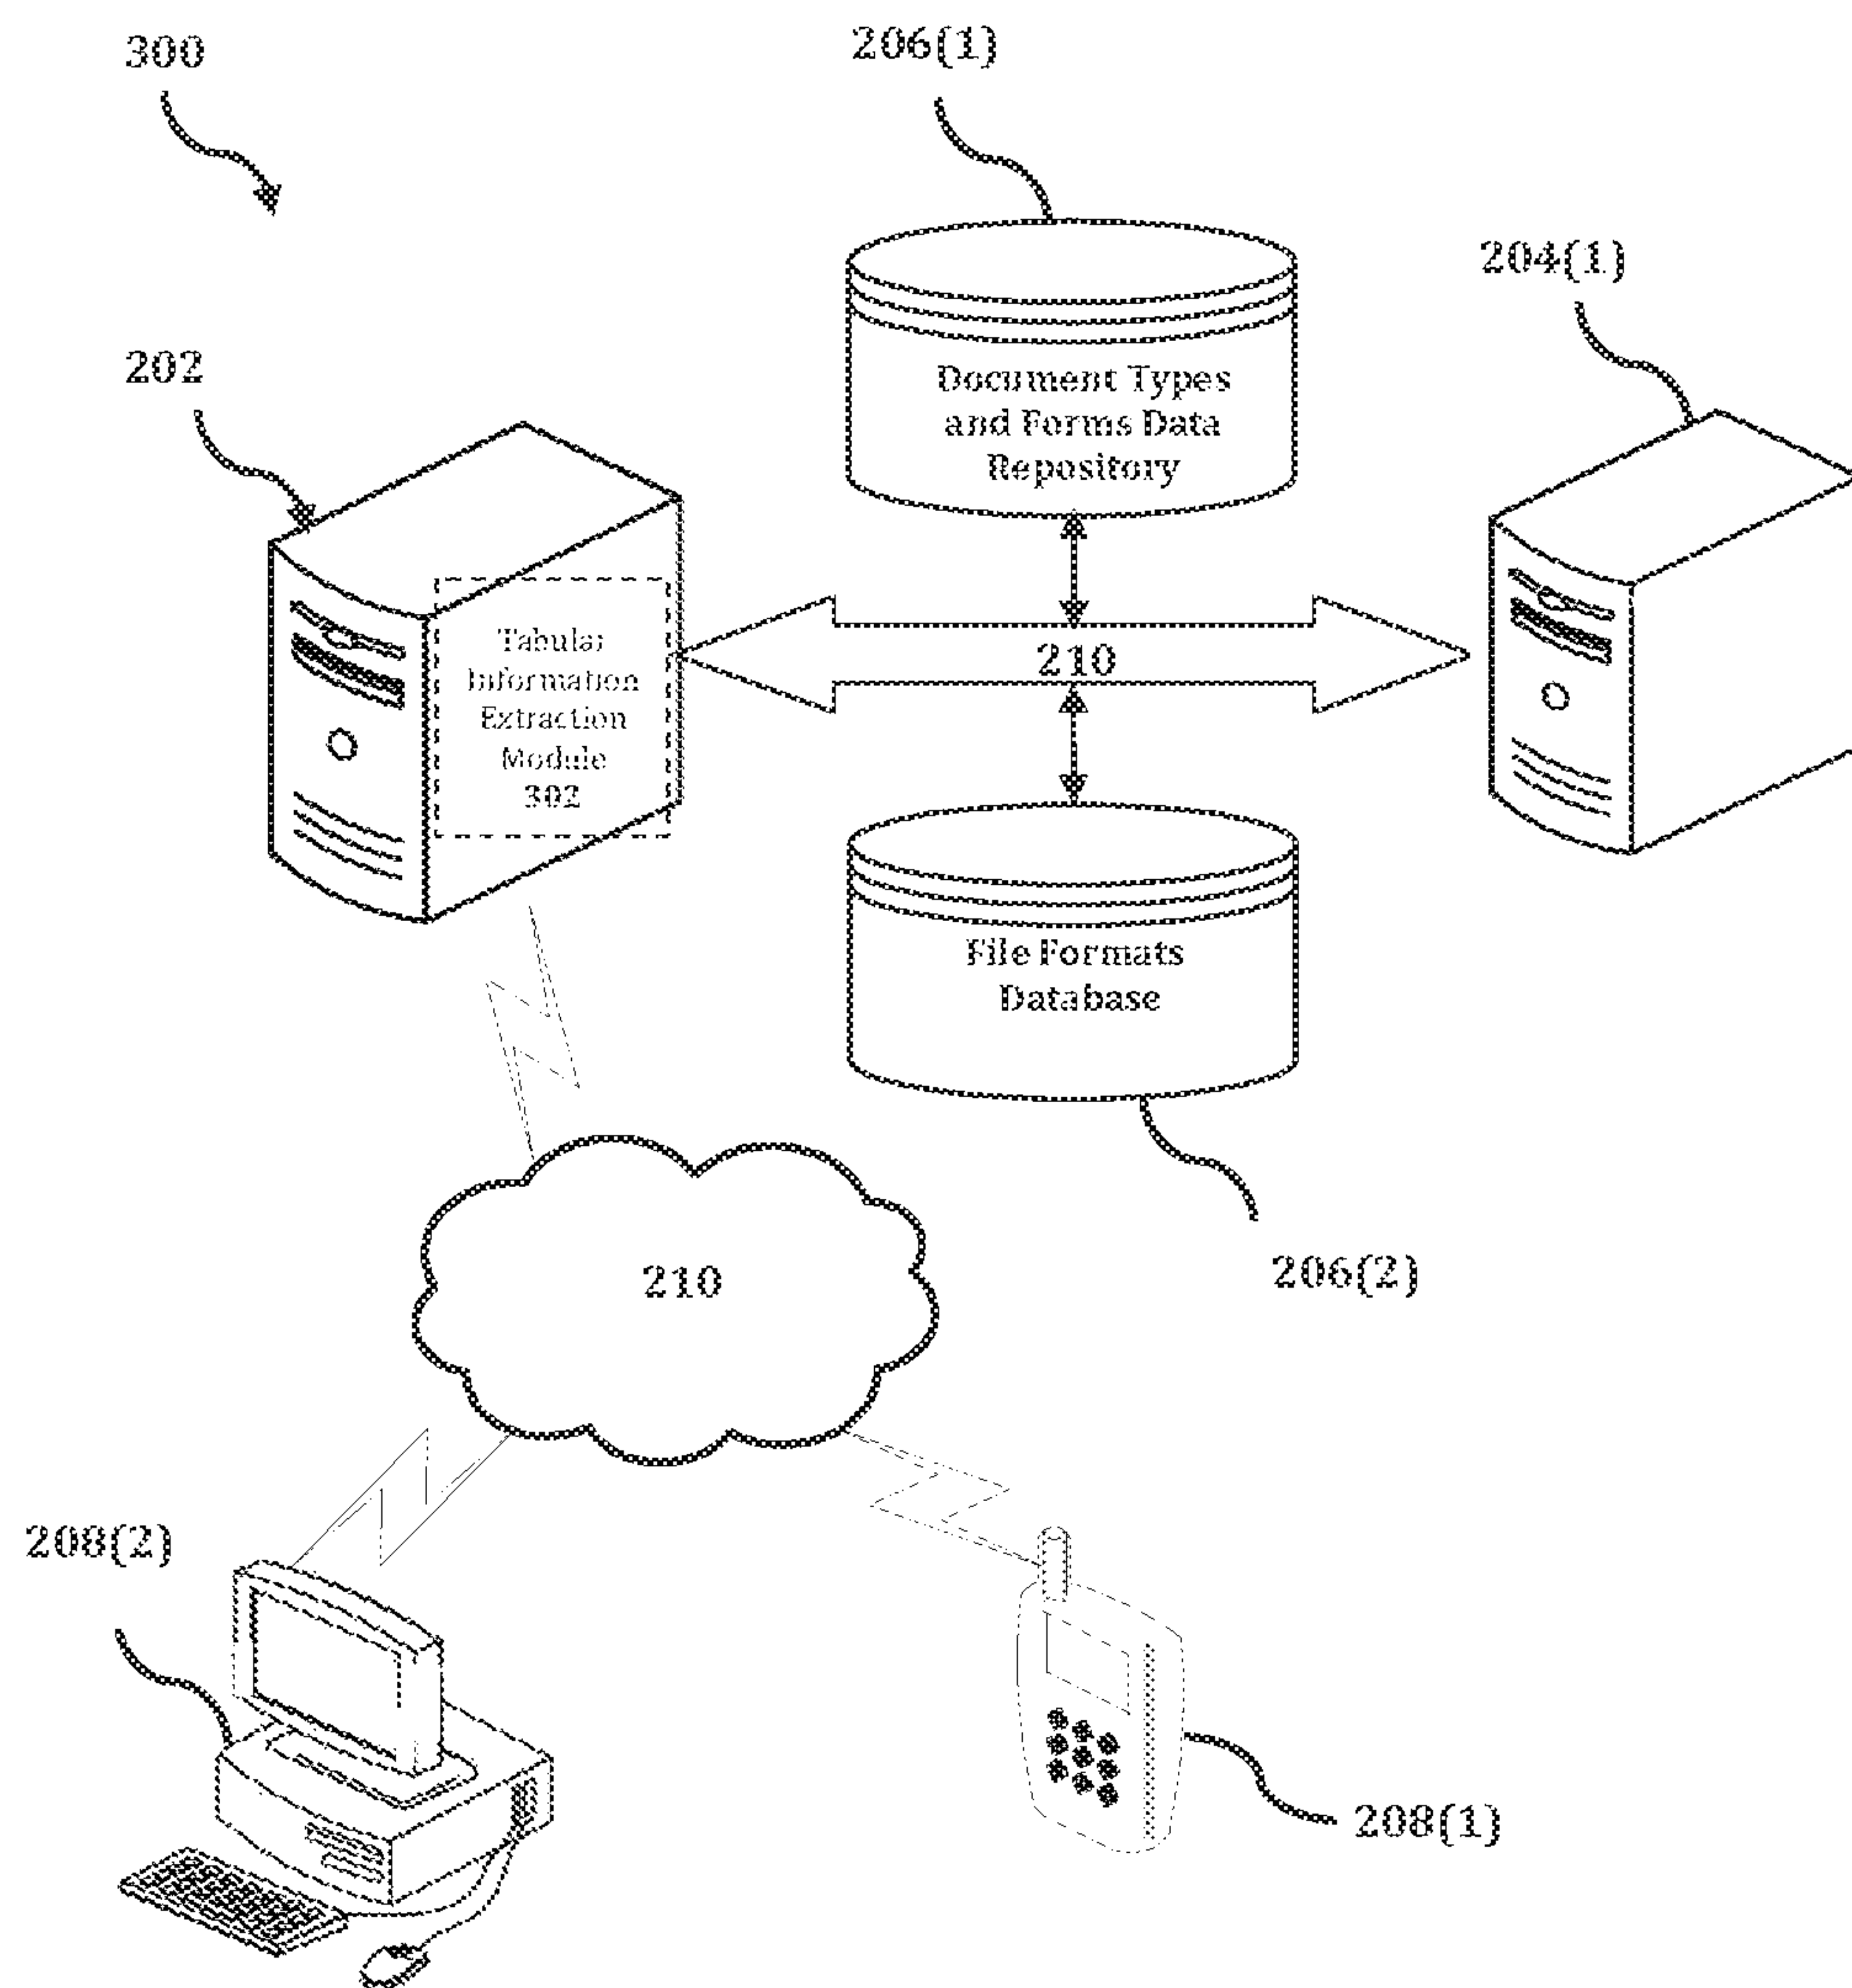 300
206(1)
204(1)
202
Document Types
and Forms Data
Repository
Tabular
Information
Extraction
Module
302
210
File Formats
Database
206(2)
210
208(2)
208(1)